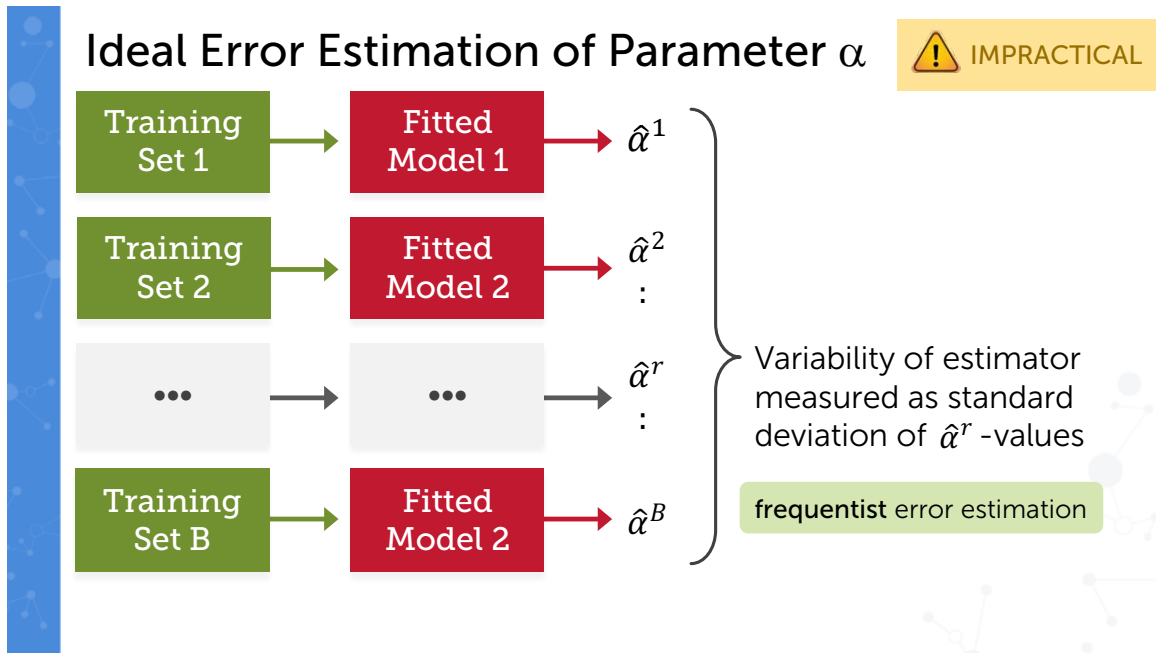 Ideal Error Estimation of Parameter α
IMPRACTICAL
Training
Set 1
Fitted
Model 1
α̂¹
Training
Set 2
Fitted
Model 2
α̂²
:
•••
•••
α̂ʳ
:
Variability of estimator
measured as standard
deviation of α̂ʳ -values
Training
Set B
Fitted
Model 2
α̂ᴮ
frequentist error estimation